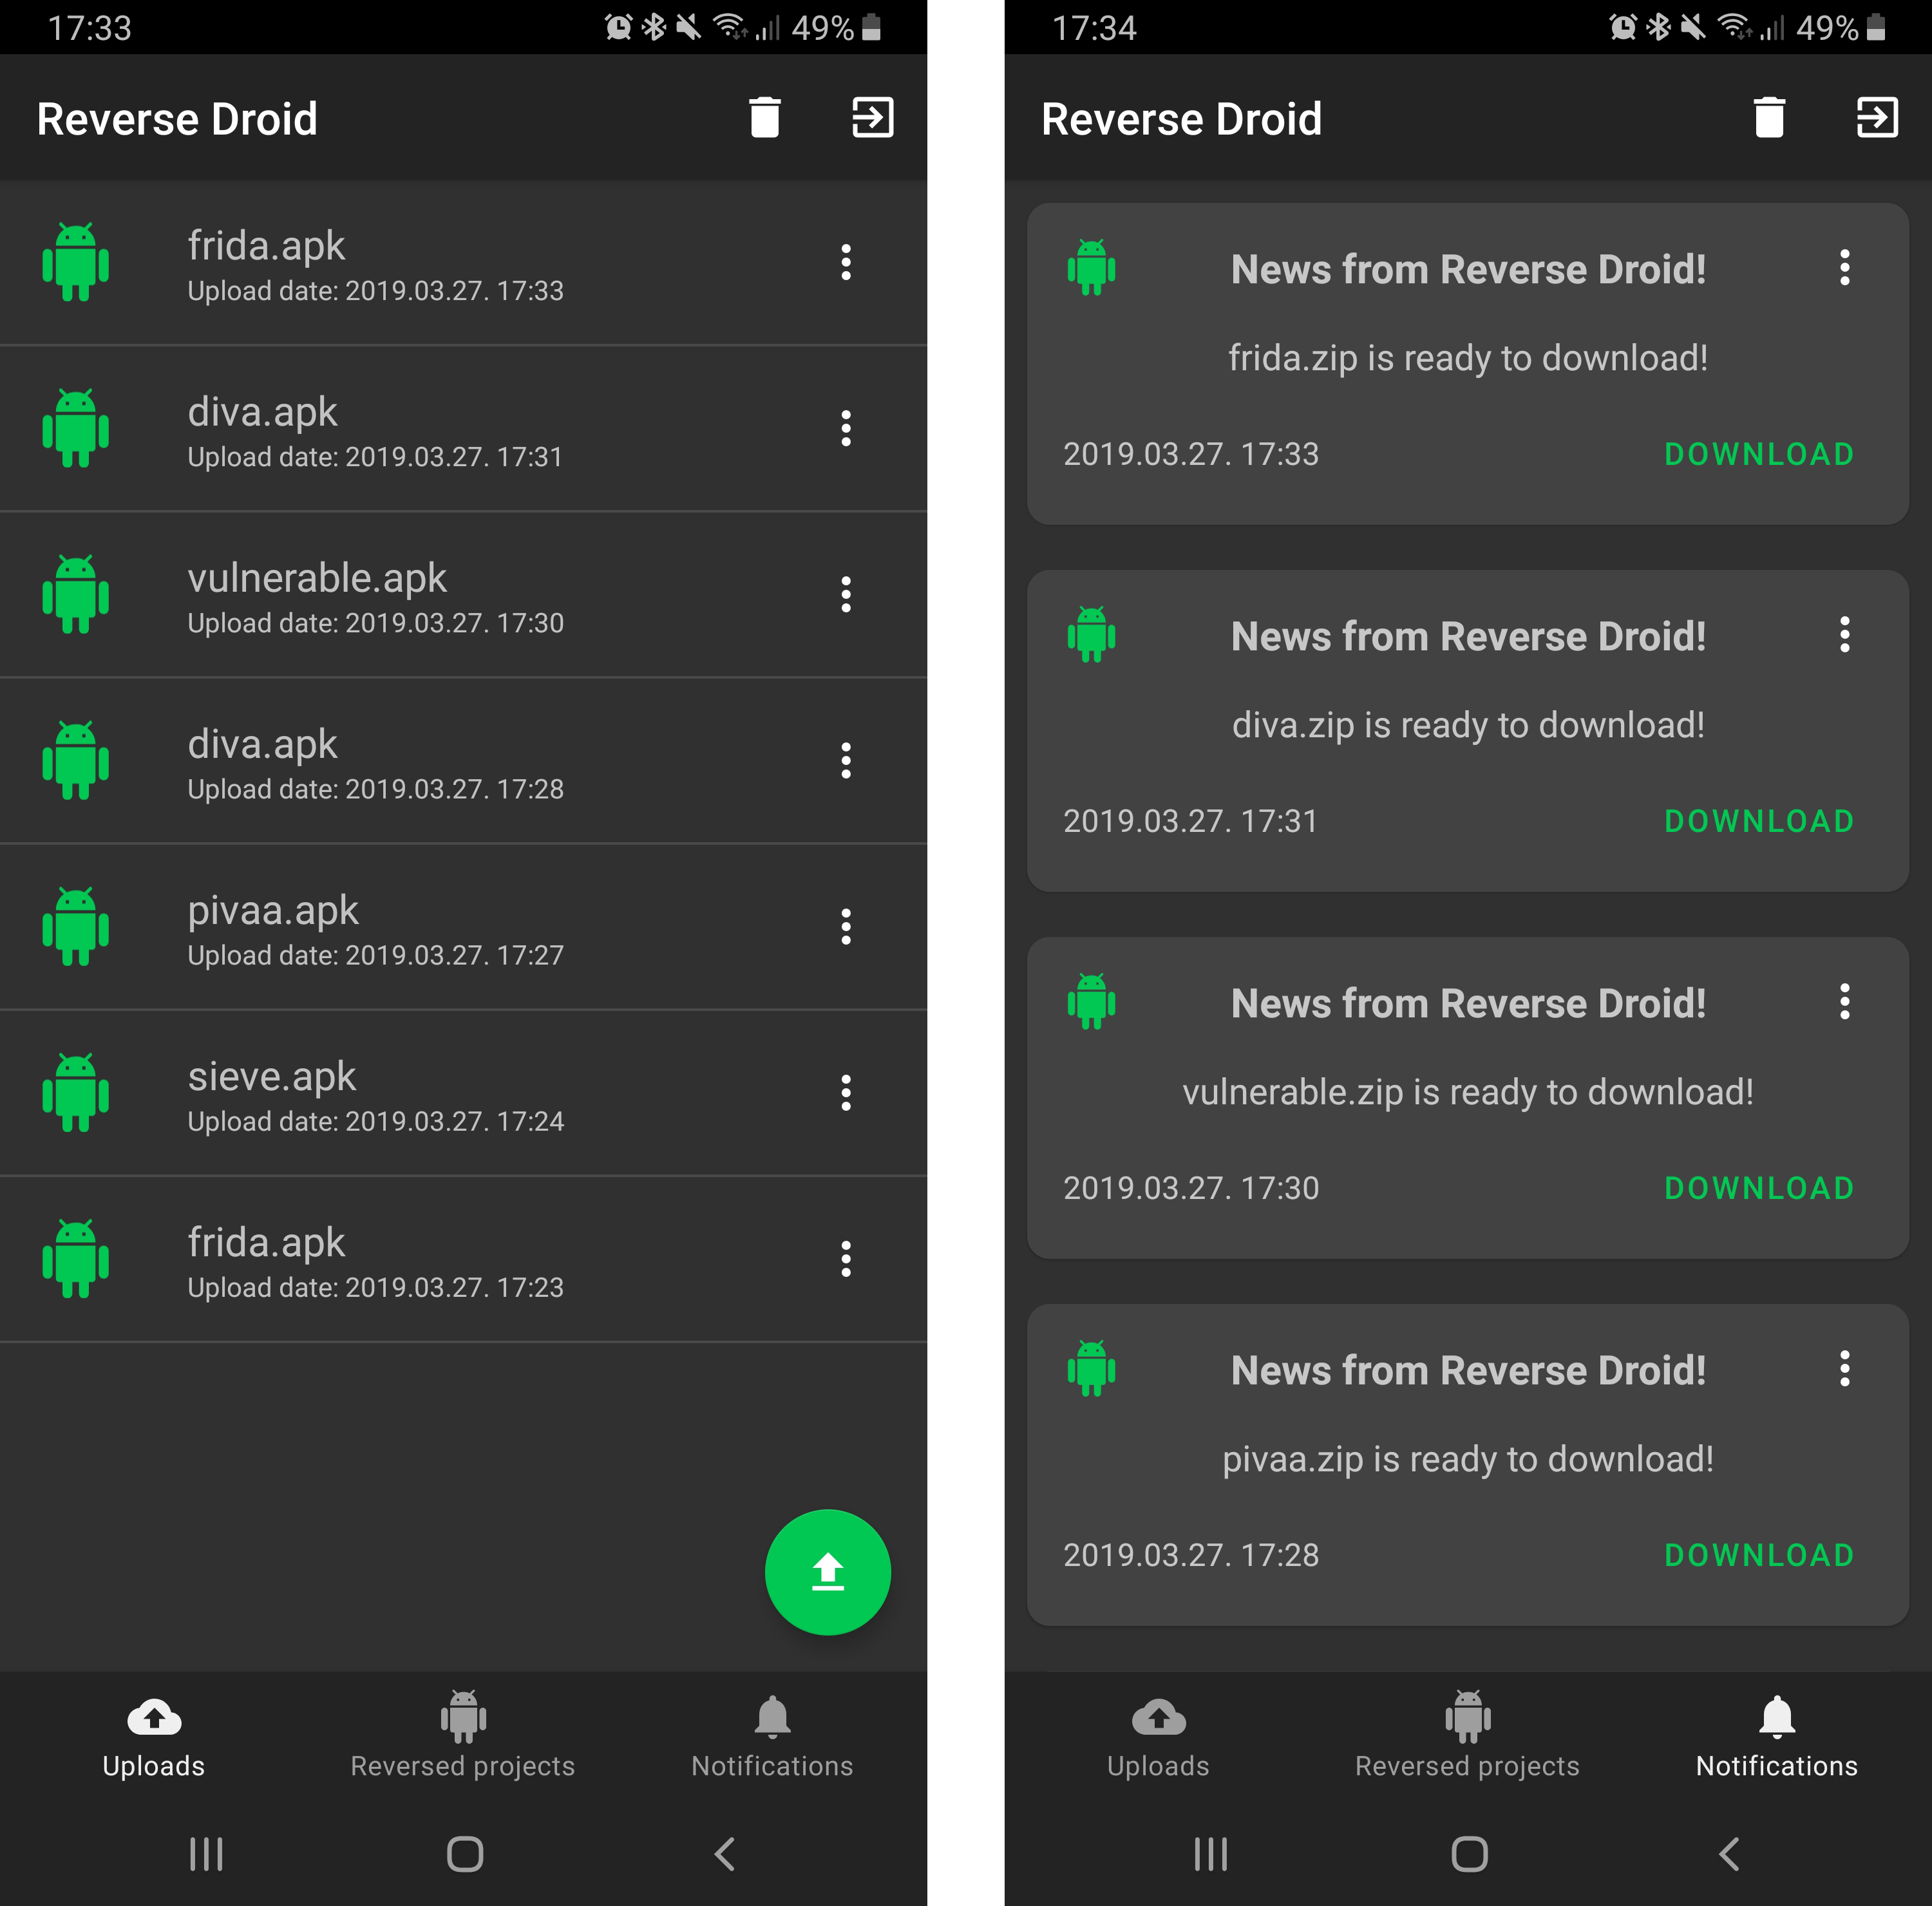 17:33
49%
Reverse Droid
frida.apk
Upload date: 2019.03.27. 17:33
diva.apk
Upload date: 2019.03.27. 17:31
vulnerable.apk
Upload date: 2019.03.27. 17:30
diva.apk
Upload date: 2019.03.27. 17:28
pivaa.apk
Upload date: 2019.03.27. 17:27
sieve.apk
Upload date: 2019.03.27. 17:24
frida.apk
Upload date: 2019.03.27. 17:23
Uploads
Reversed projects
Notifications
17:34
49%
Reverse Droid
News from Reverse Droid!
frida.zip is ready to download!
2019.03.27. 17:33
DOWNLOAD
News from Reverse Droid!
diva.zip is ready to download!
2019.03.27. 17:31
DOWNLOAD
News from Reverse Droid!
vulnerable.zip is ready to download!
2019.03.27. 17:30
DOWNLOAD
News from Reverse Droid!
pivaa.zip is ready to download!
2019.03.27. 17:28
DOWNLOAD
Uploads
Reversed projects
Notifications